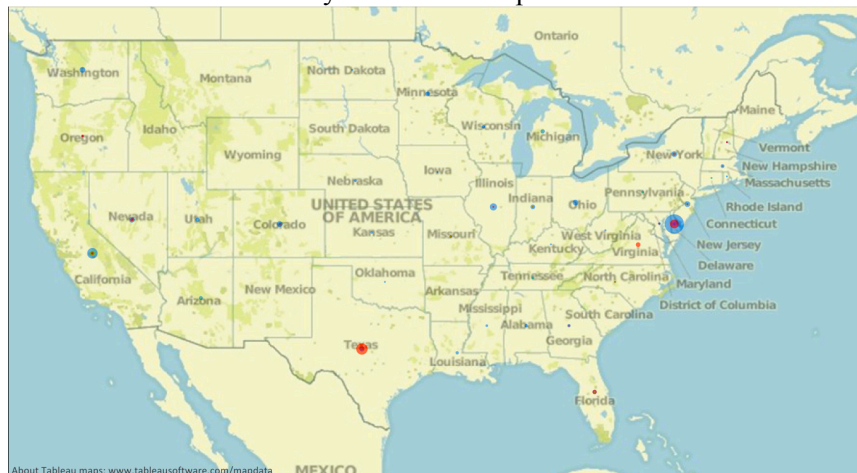 Ontario
Washington
Montana
North Dakota
Minnesota
Maine
Oregon
Idaho
South Dakota
Wisconsin
Michigan
Vermont
Wyoming
New York
New Hampshire
Massachusetts
Iowa
Nebraska
Illinois
Indiana
Ohio
Pennsylvania
Rhode Island
UNITED STATES
OF AMERICA
Nevada
Utah
Colorado
Kansas
Missouri
West Virginia
Connecticut
Kentucky
Virginia
New Jersey
Delaware
California
Oklahoma
Tennessee
North Carolina
Maryland
Arizona
New Mexico
Arkansas
District of Columbia
Mississippi
South Carolina
Alabama
Georgia
Texas
Louisiana
Florida
About Tableau maps: www.tableausoftware.com/mapdata
MEXICO